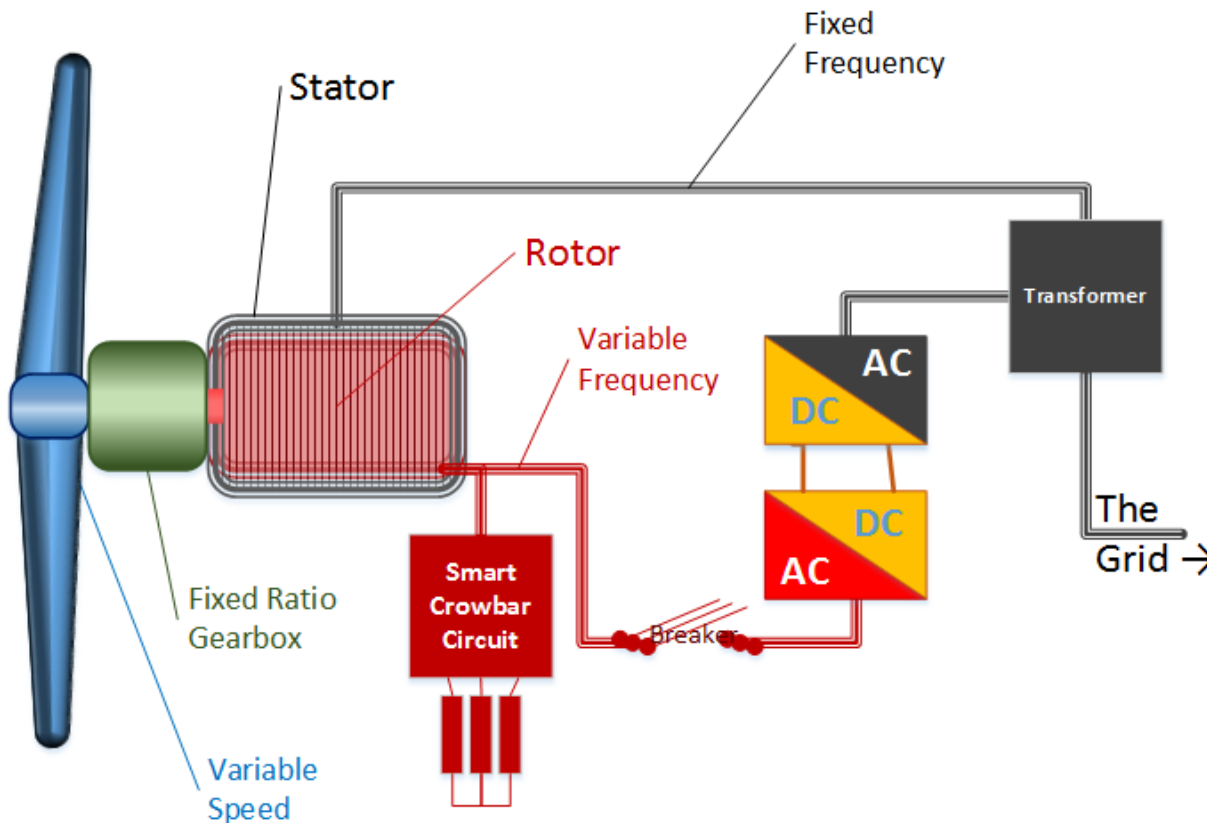 Fixed
Frequency
Stator
Rotor
Transformer
Variable
Frequency
AC
DC
DC
AC
The
Grid →
Smart
Crowbar
Circuit
Breaker
Fixed Ratio
Gearbox
Variable
Speed